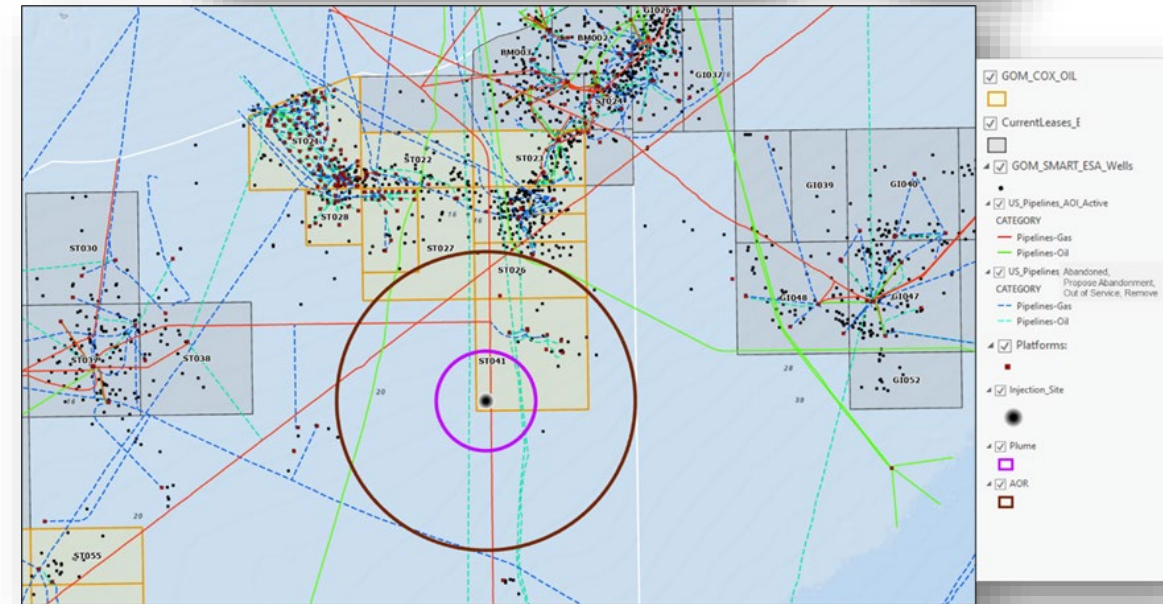 GI026
BM002
BM003
GI037
ST024
ST021
ST022
ST023
GI039
GI040
ST028
16
16
ST030
ST027
ST026
GI048
GI047
ST037
ST038
ST041
28
GI052
20
30
20
ST055
GOM_COX_OIL
CurrentLeases_E
GOM_SMART_ESA_Wells
US_Pipelines_AOI_Active
CATEGORY
Pipelines-Gas
Pipelines-Oil
US_Pipelines Abandoned,
Propose Abandonment,
CATEGORY Out of Service, Remove
Pipelines-Gas
Pipelines-Oil
Platforms:
Injection_Site
Plume
AOR